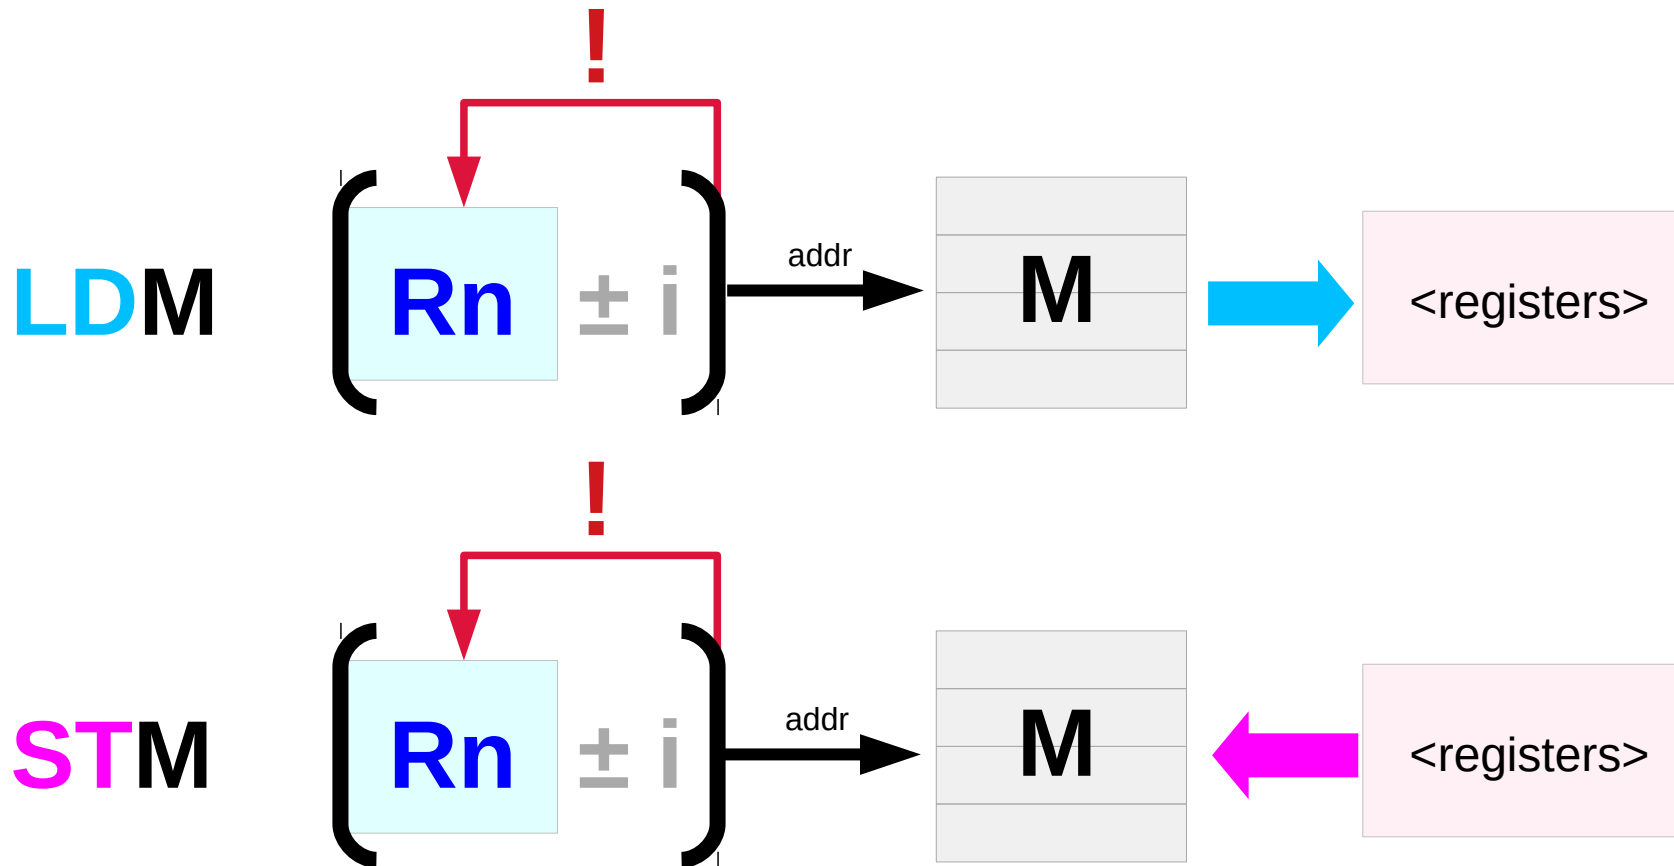 !
LDM
Rn ± i
addr
M
<registers>
!
STM
Rn ± i
addr
M
<registers>